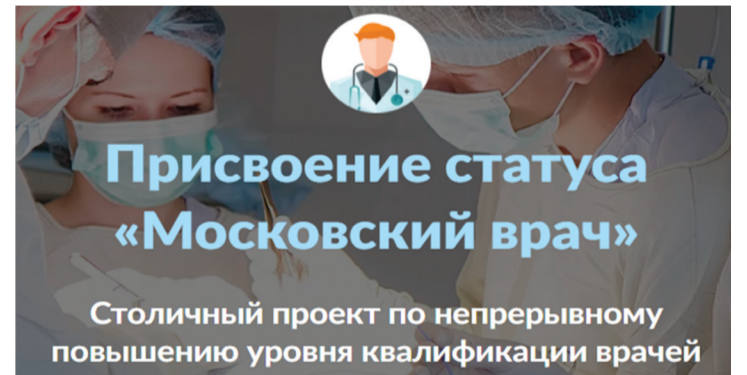 Присвоение статуса
«Московский врач»
Столичный проект по непрерывному
повышению уровня квалификации врачей